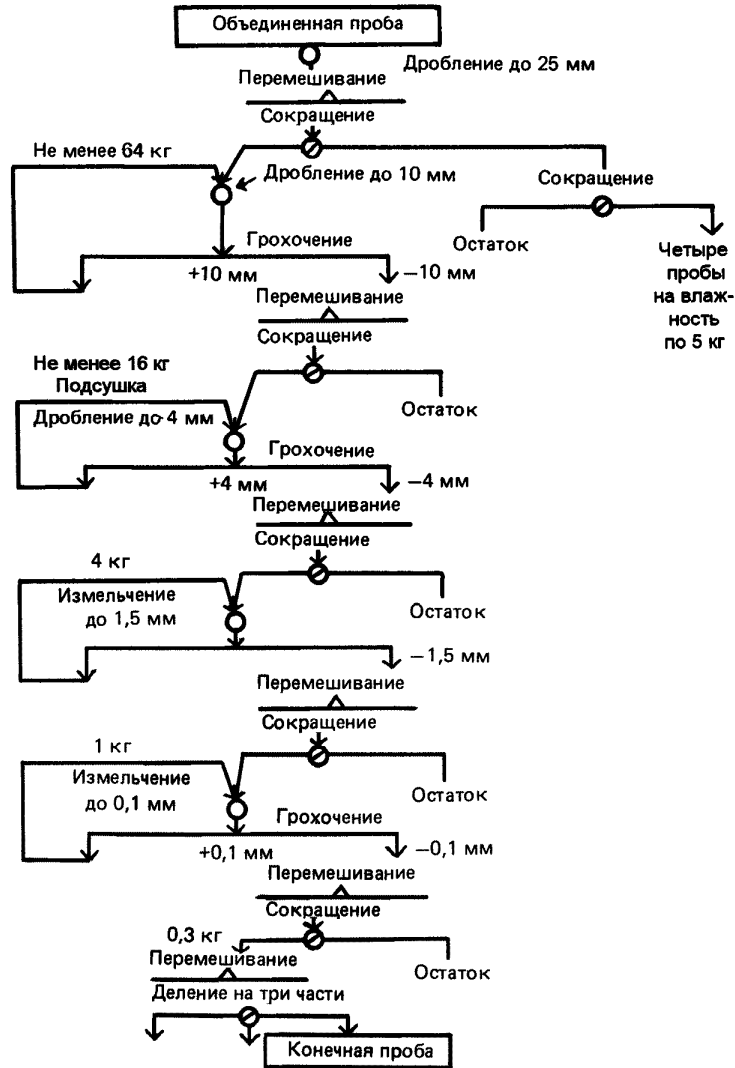 Объединенная проба
Дробление до 25 мм
Перемешивание
Сокращение
Не менее 64 кг
Дробление до 10 мм
Сокращение
Грохочение
Остаток
+10 мм
−10 мм
Четыре
пробы
на влаж-
ность
по 5 кг
Перемешивание
Сокращение
Не менее 16 кг
Подсушка
Остаток
Дробление до 4 мм
Грохочение
+4 мм
−4 мм
Перемешивание
Сокращение
4 кг
Измельчение
до 1,5 мм
Остаток
−1,5 мм
Перемешивание
Сокращение
1 кг
Измельчение
до 0,1 мм
Остаток
Грохочение
+0,1 мм
−0,1 мм
Перемешивание
Сокращение
0,3 кг
Перемешивание
Остаток
Деление на три части
Конечная проба